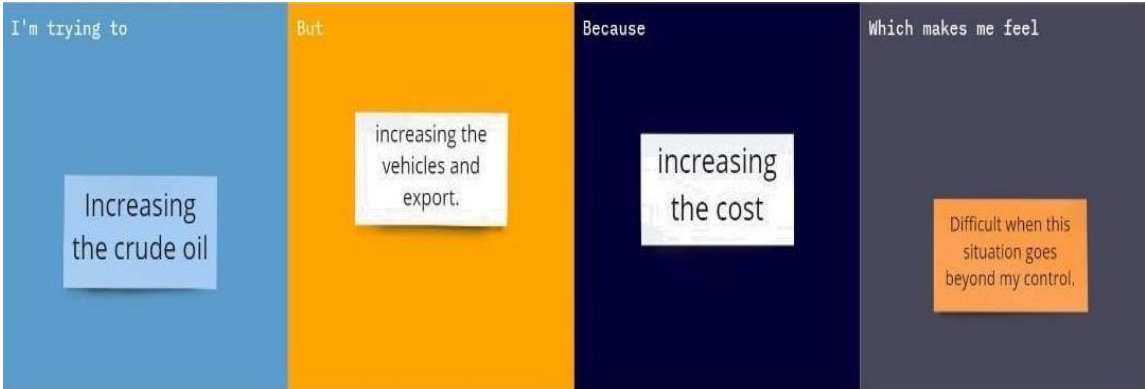 I'm trying to
Increasing
the crude oil
But
increasing the
vehicles and
export.
Because
increasing
the cost
Which makes me feel
Difficult when this
situation goes
beyond my control.